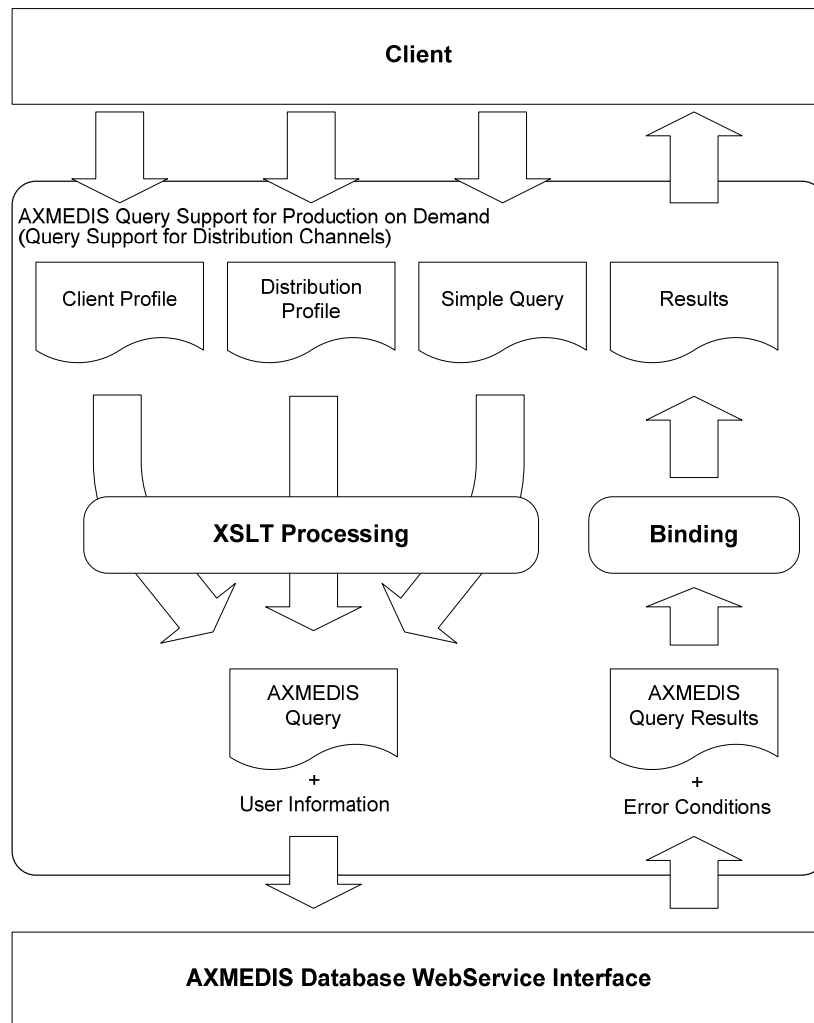 Client
AXMEDIS Query Support for Production on Demand
(Query Support for Distribution Channels)
Client Profile
Distribution
Profile
Simple Query
Results
XSLT Processing
Binding
AXMEDIS
Query
+
User Information
AXMEDIS
Query Results
+
Error Conditions
AXMEDIS Database WebService Interface